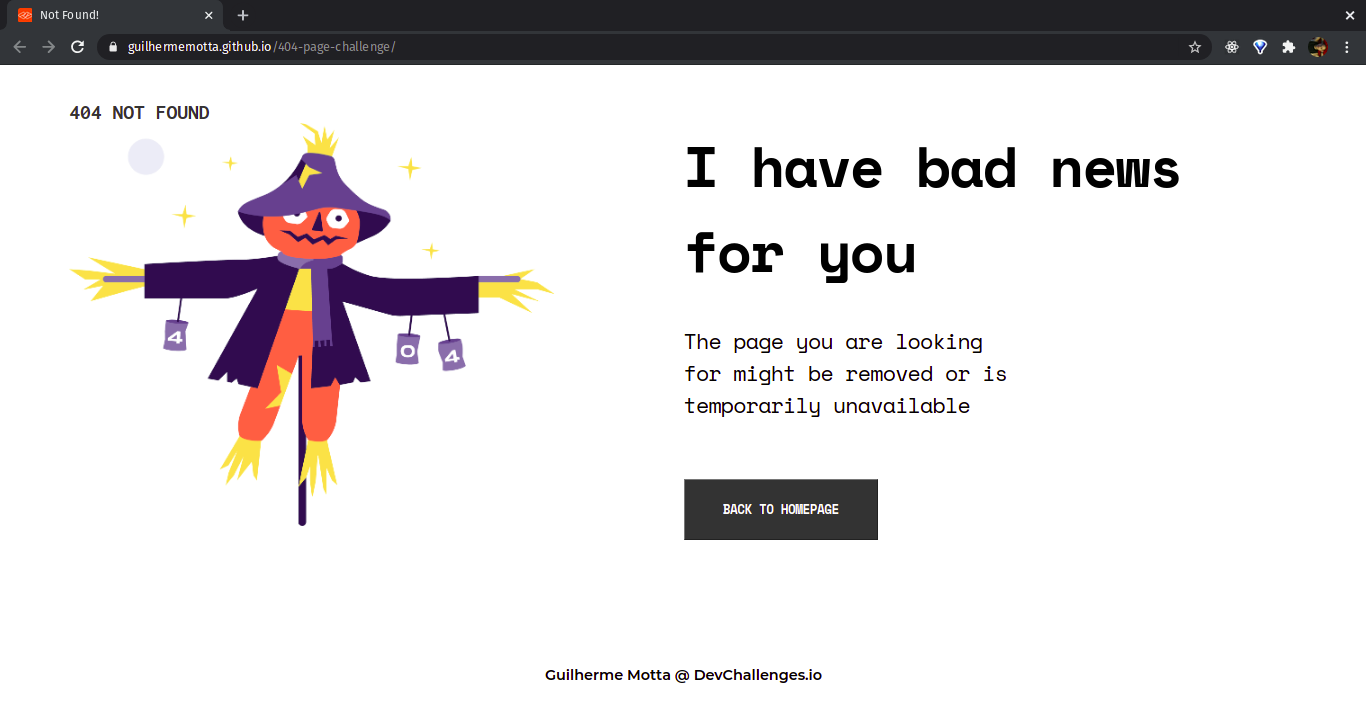 Not Found!
guilhermemotta.github.io/404-page-challenge/
404 NOT FOUND
I have bad news
for you
4
0
4
The page you are looking
for might be removed or is
temporarily unavailable
BACK TO HOMEPAGE
Guilherme Motta @ DevChallenges.io